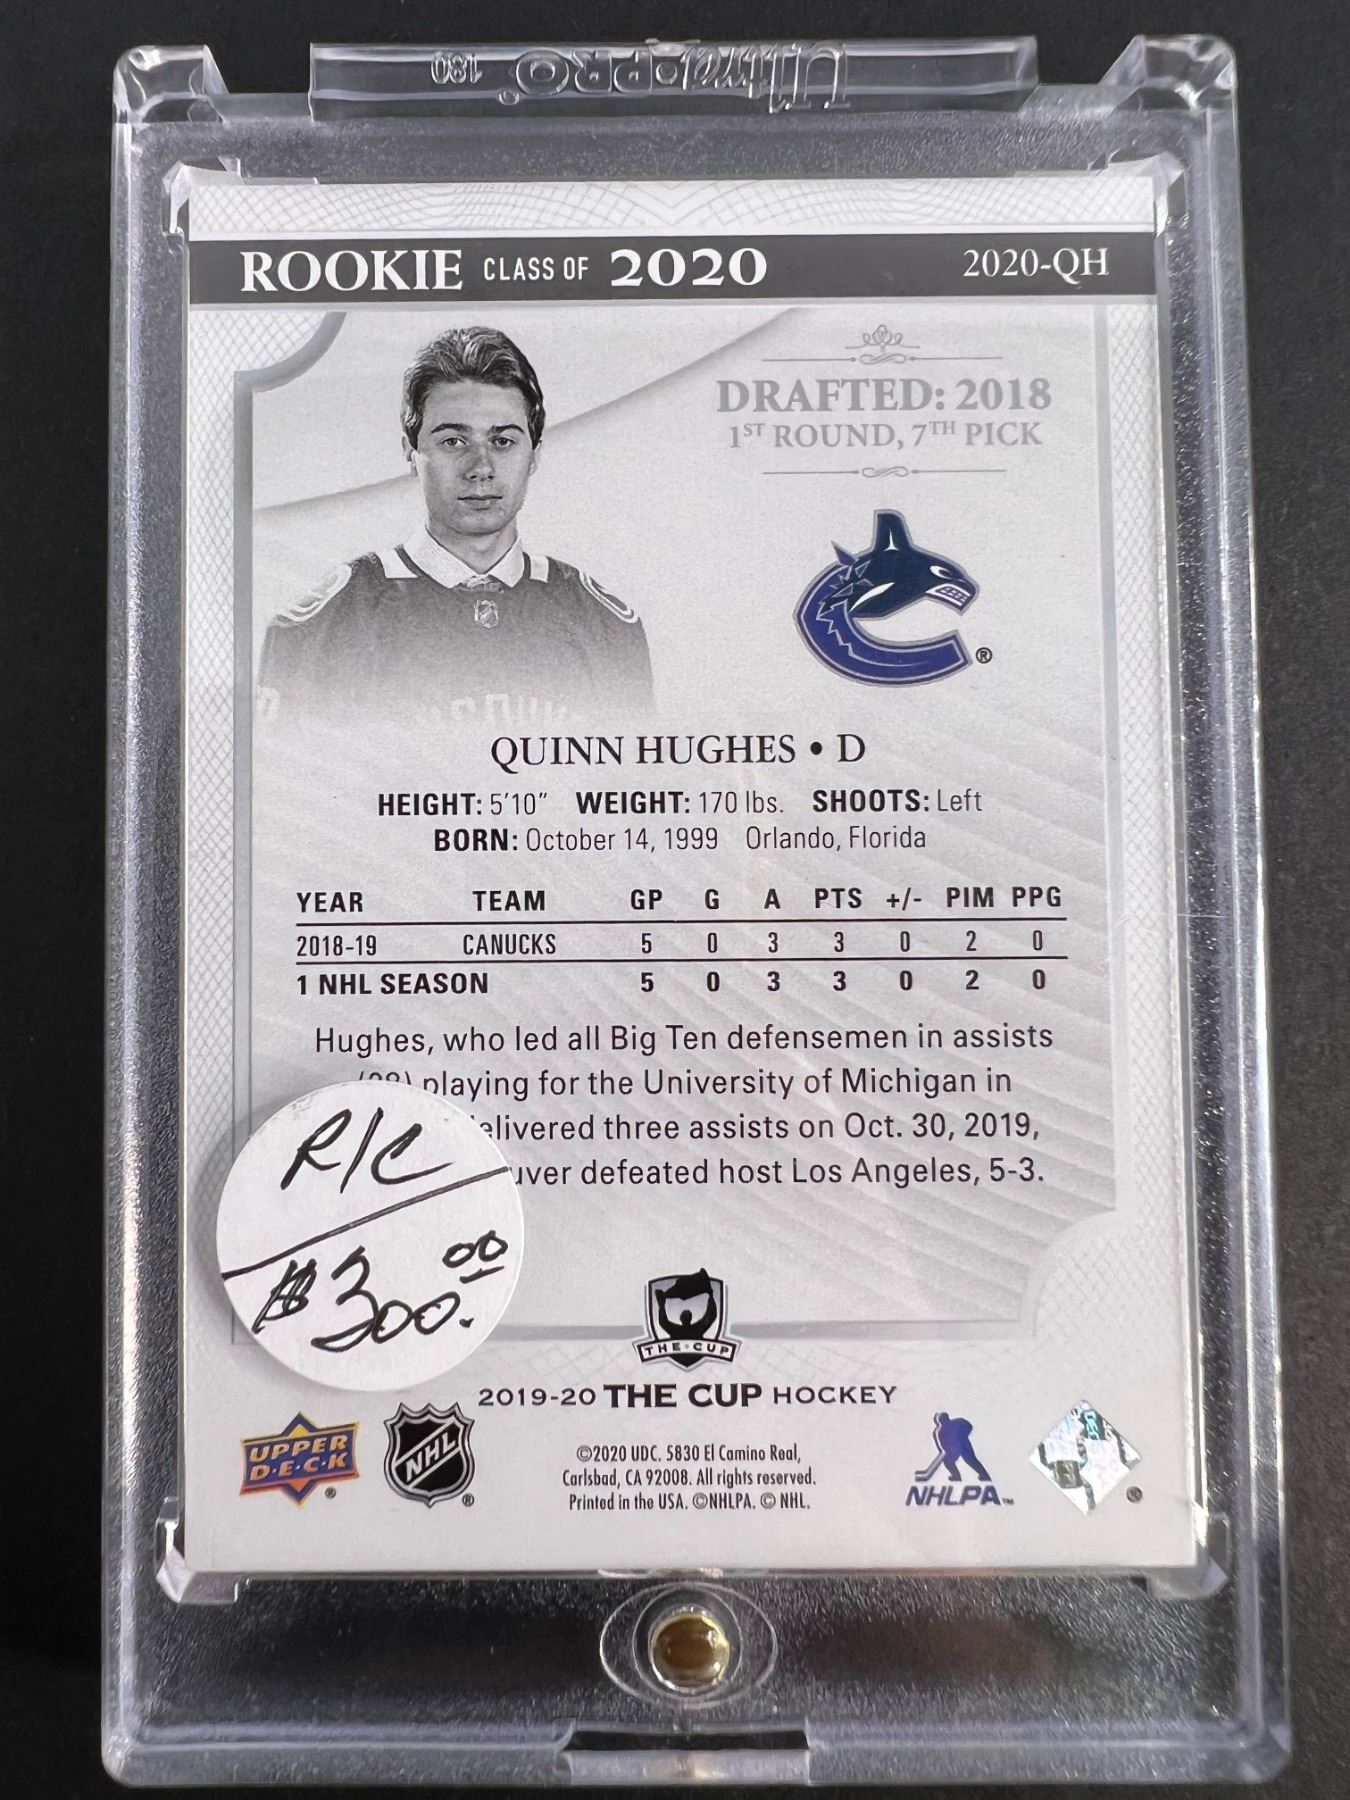 Ultra•PRO® 180
ROOKIE CLASS OF 2020 2020-QH
DRAFTED: 2018
1ST ROUND, 7TH PICK
®
QUINN HUGHES • D
HEIGHT: 5'10" WEIGHT: 170 lbs. SHOOTS: Left
BORN: October 14, 1999 Orlando, Florida
YEAR TEAM GP G A PTS +/- PIM PPG
2018-19 CANUCKS 5 0 3 3 0 2 0
1 NHL SEASON 5 0 3 3 0 2 0
Hughes, who led all Big Ten defensemen in assists
playing for the University of Michigan in
elivered three assists on Oct. 30, 2019,
uver defeated host Los Angeles, 5-3.
R/C
$300.00
THE CUP
2019-20 THE CUP HOCKEY
UPPER
D•E•C•K
®
NHL
®
©2020 UDC. 5830 El Camino Real,
Carlsbad, CA 92008. All rights reserved.
Printed in the USA. ©NHLPA. © NHL.
NHLPA™
®